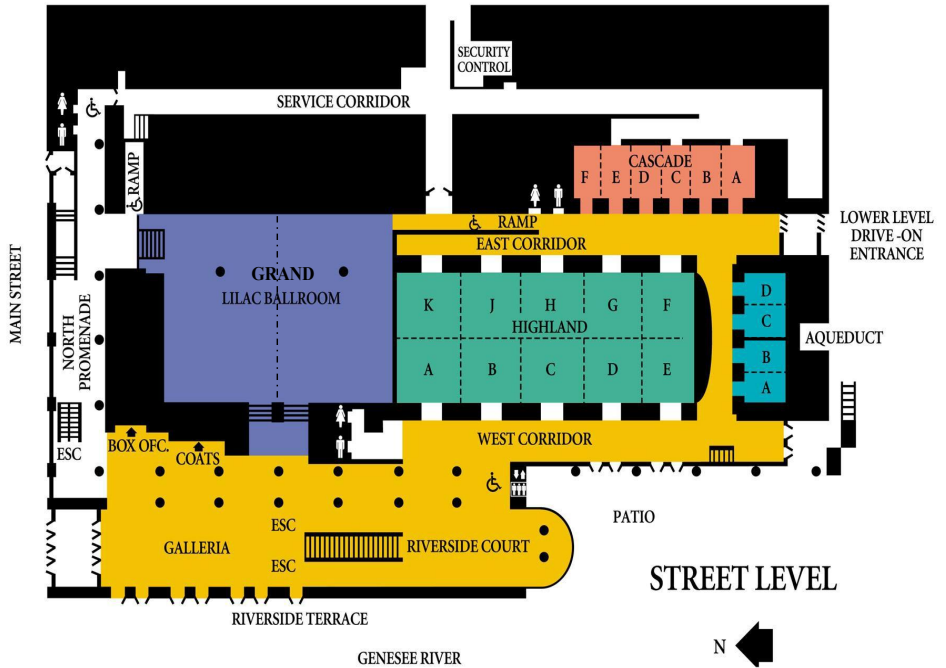 SECURITY
CONTROL
SERVICE CORRIDOR
CASCADE
F E D C B A
RAMP
RAMP
EAST CORRIDOR
LOWER LEVEL
DRIVE -ON
ENTRANCE
MAIN STREET
NORTH
PROMENADE
GRAND
LILAC BALLROOM
K J H G F
HIGHLAND
A B C D E
D
C
B
A
AQUEDUCT
WEST CORRIDOR
ESC
BOX OFC.
COATS
GALLERIA
ESC
ESC
RIVERSIDE COURT
PATIO
STREET LEVEL
RIVERSIDE TERRACE
GENESEE RIVER
N